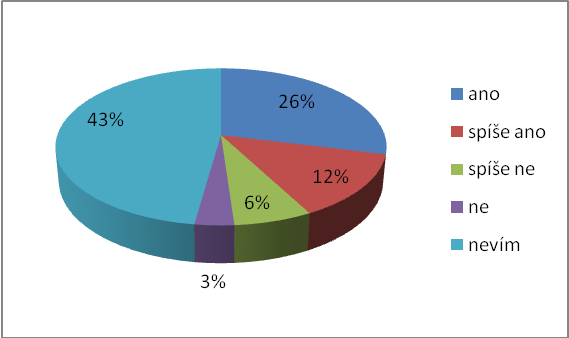 26%
12%
6%
3%
43%
ano
spíše ano
spíše ne
ne
nevím